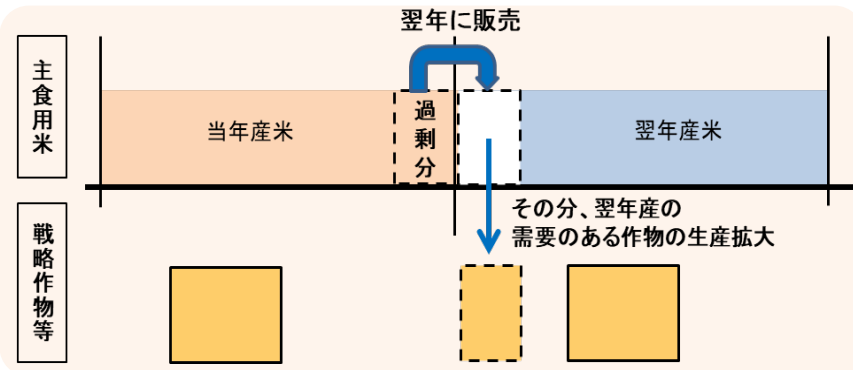 翌年に販売
主食用米
当年産米
過剰分
翌年産米
その分、翌年産の
需要のある作物の生産拡大
戦略作物等